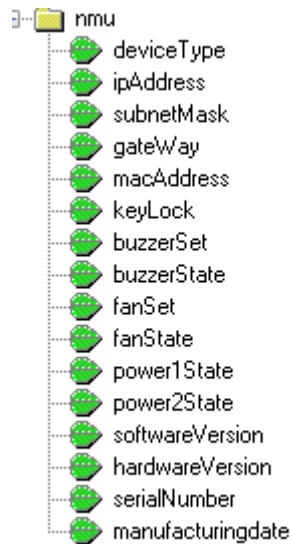 nmu
deviceType
ipAddress
subnetMask
gateWay
macAddress
keyLock
buzzerSet
buzzerState
fanSet
fanState
power1State
power2State
softwareVersion
hardwareVersion
serialNumber
manufacturingdate